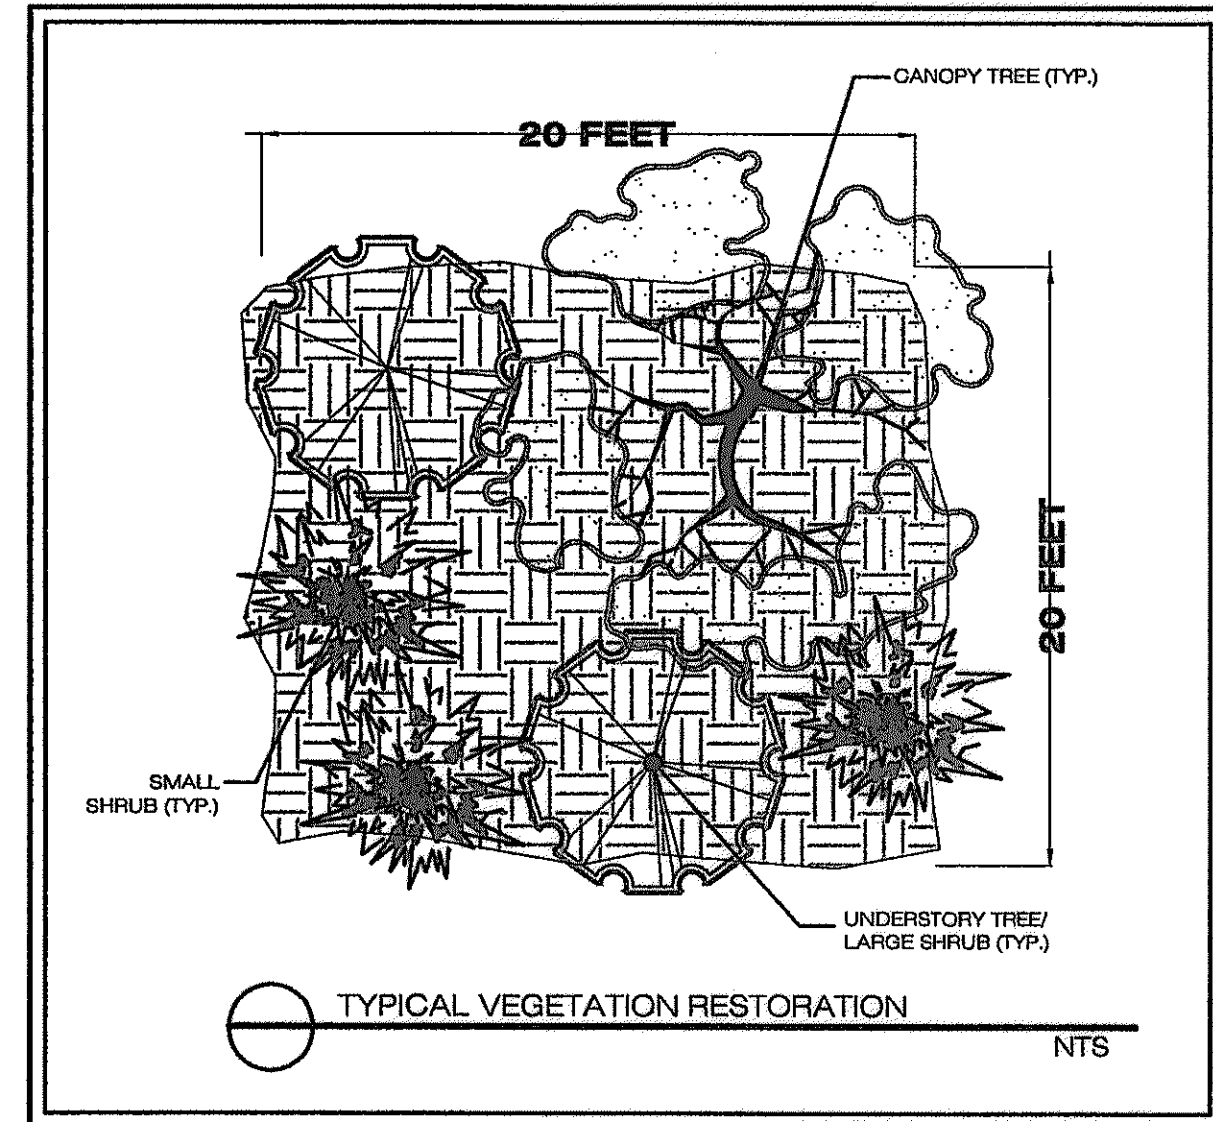 CANOPY TREE (TYP.)
20 FEET
20 FEET
SMALL
SHRUB (TYP.)
UNDERSTORY TREE/
LARGE SHRUB (TYP.)
TYPICAL VEGETATION RESTORATION
NTS